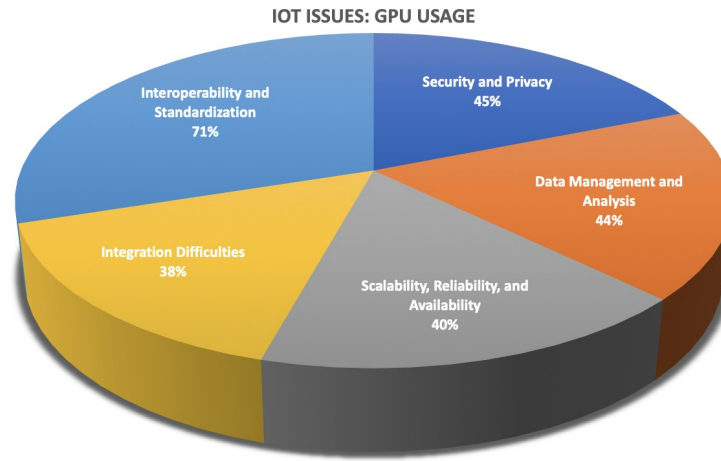 IOT ISSUES: GPU USAGE
Interoperability and
Standardization
71%
Security and Privacy
45%
Data Management and
Analysis
44%
Integration Difficulties
38%
Scalability, Reliability, and
Availability
40%